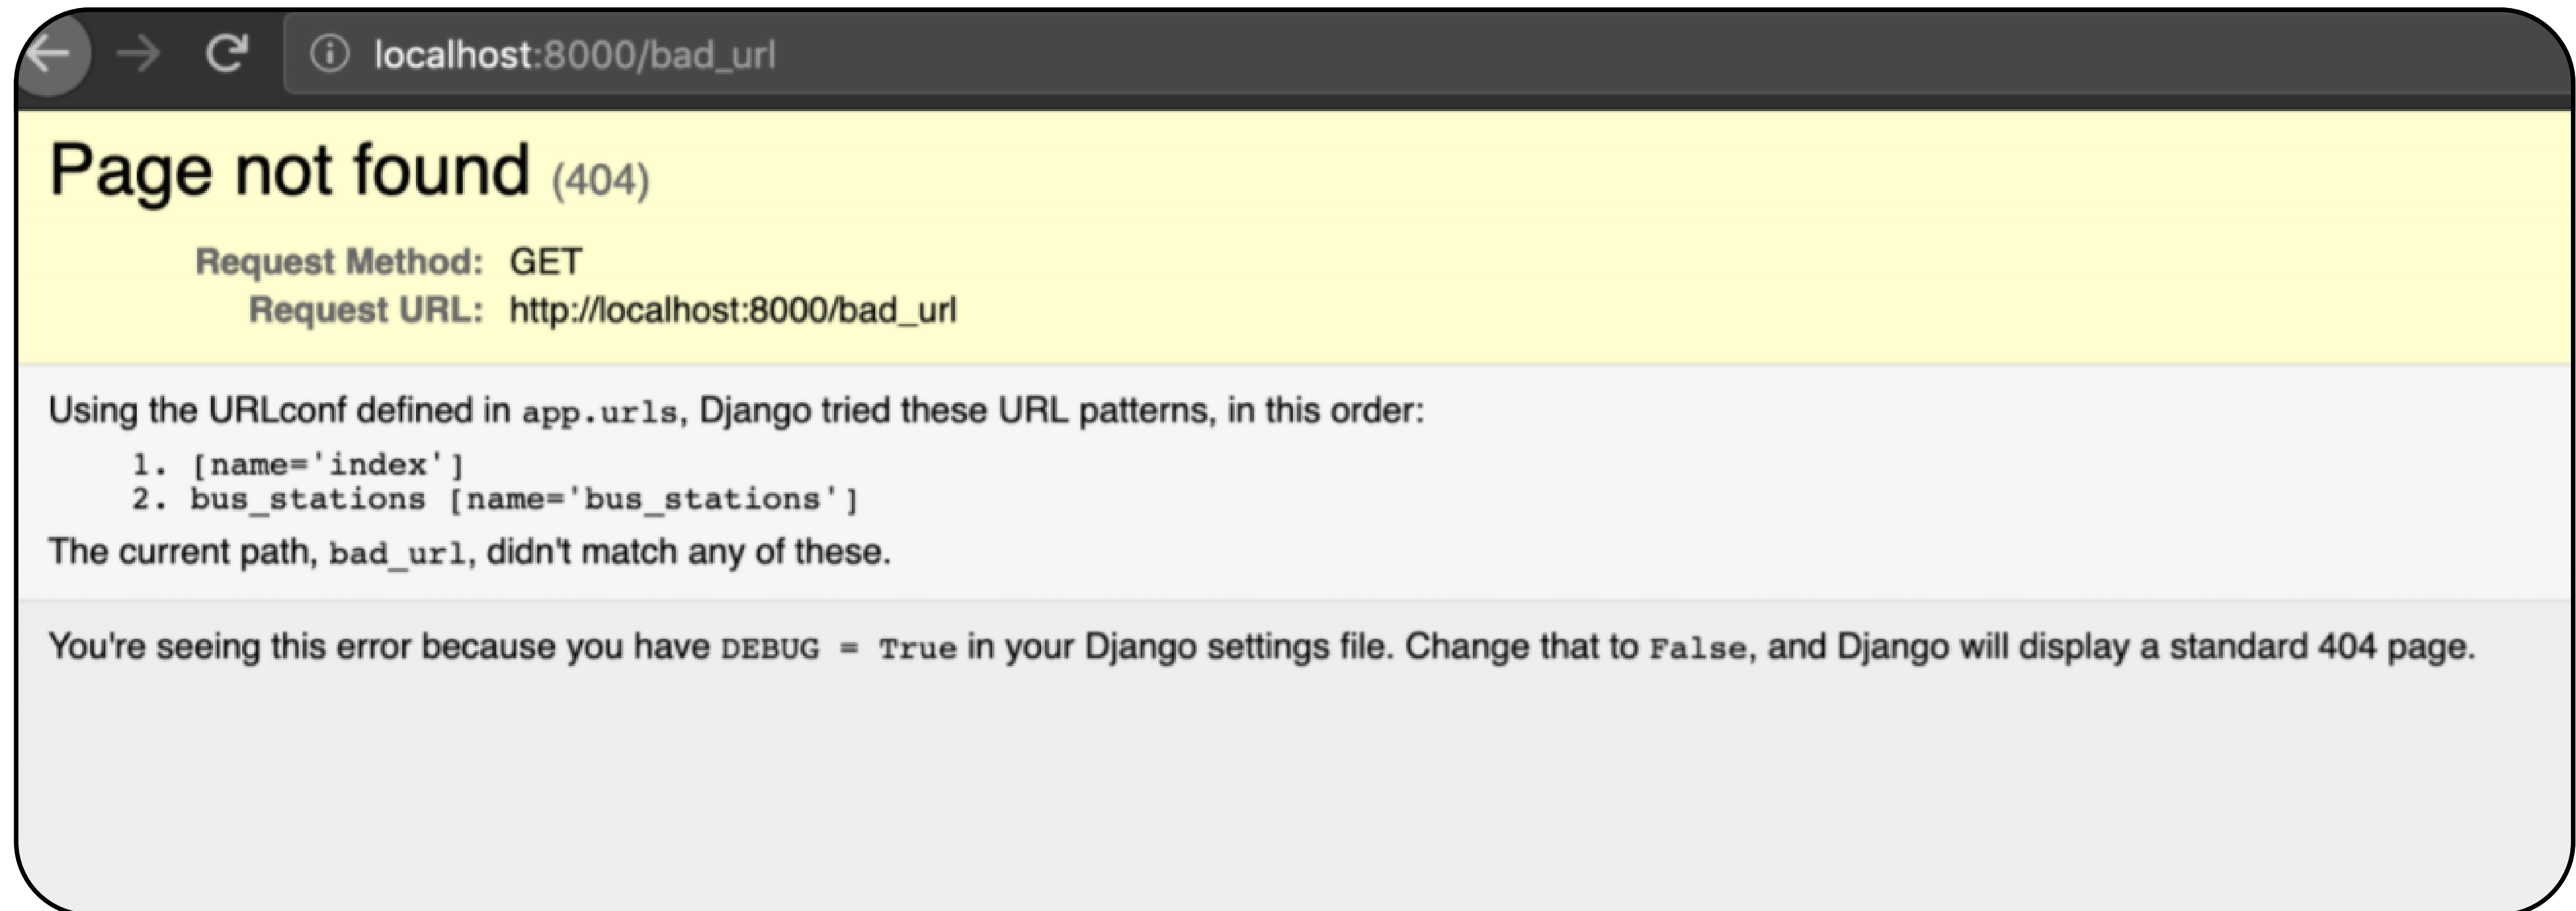 localhost:8000/bad_url
Page not found (404)
Request Method: GET
Request URL: http://localhost:8000/bad_url
Using the URLconf defined in app.urls, Django tried these URL patterns, in this order:
1. [name='index']
2. bus_stations [name='bus_stations']
The current path, bad_url, didn't match any of these.
You're seeing this error because you have DEBUG = True in your Django settings file. Change that to False, and Django will display a standard 404 page.